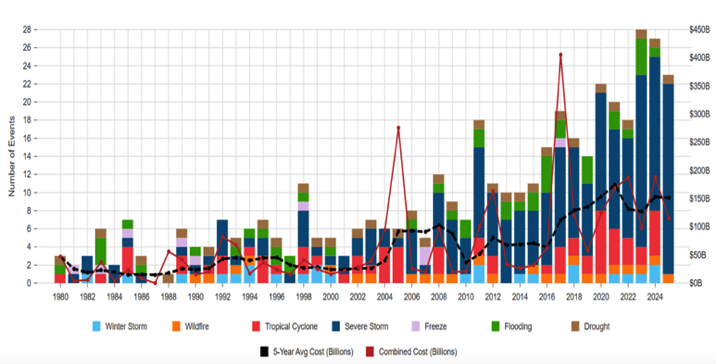 28
26
24
22
20
18
16
14
12
10
8
6
4
2
0
Number of Events
$450B
$400B
$350B
$300B
$250B
$200B
$150B
$100B
$50B
$0B
1980 1982 1984 1986 1988 1990 1992 1994 1996 1998 2000 2002 2004 2006 2008 2010 2012 2014 2016 2018 2020 2022 2024
Winter Storm Wildfire Tropical Cyclone Severe Storm Freeze Flooding Drought
5-Year Avg Cost (Billions) Combined Cost (Billions)